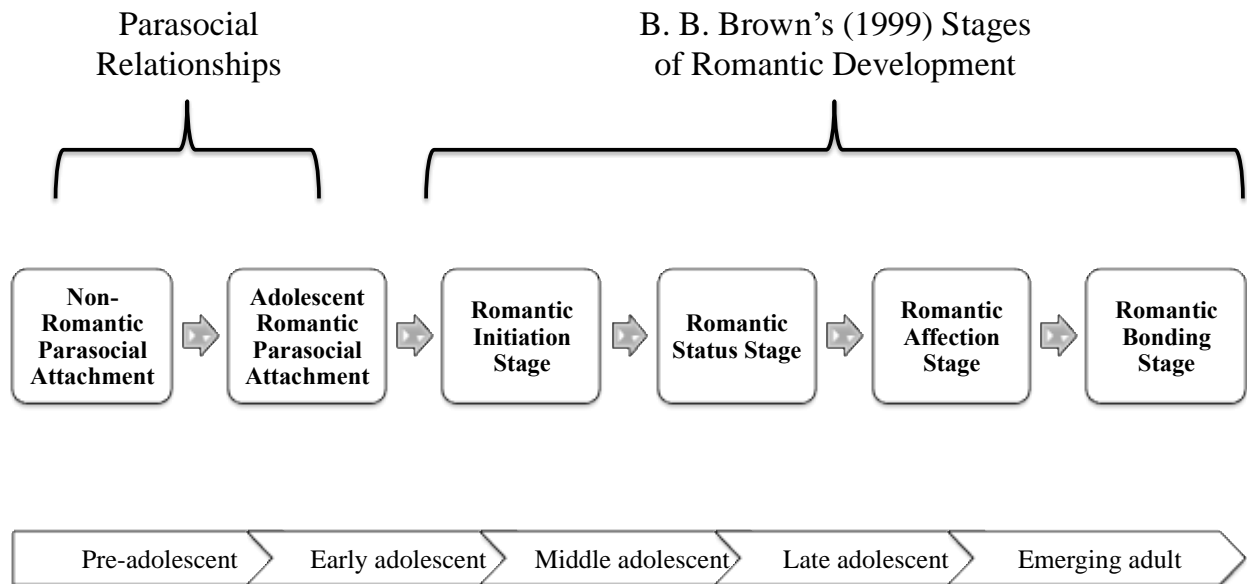 Parasocial
Relationships
B. B. Brown’s (1999) Stages
of Romantic Development
Non-
Romantic
Parasocial
Attachment
Adolescent
Romantic
Parasocial
Attachment
Romantic
Initiation
Stage
Romantic
Status Stage
Romantic
Affection
Stage
Romantic
Bonding
Stage
Pre-adolescent
Early adolescent
Middle adolescent
Late adolescent
Emerging adult